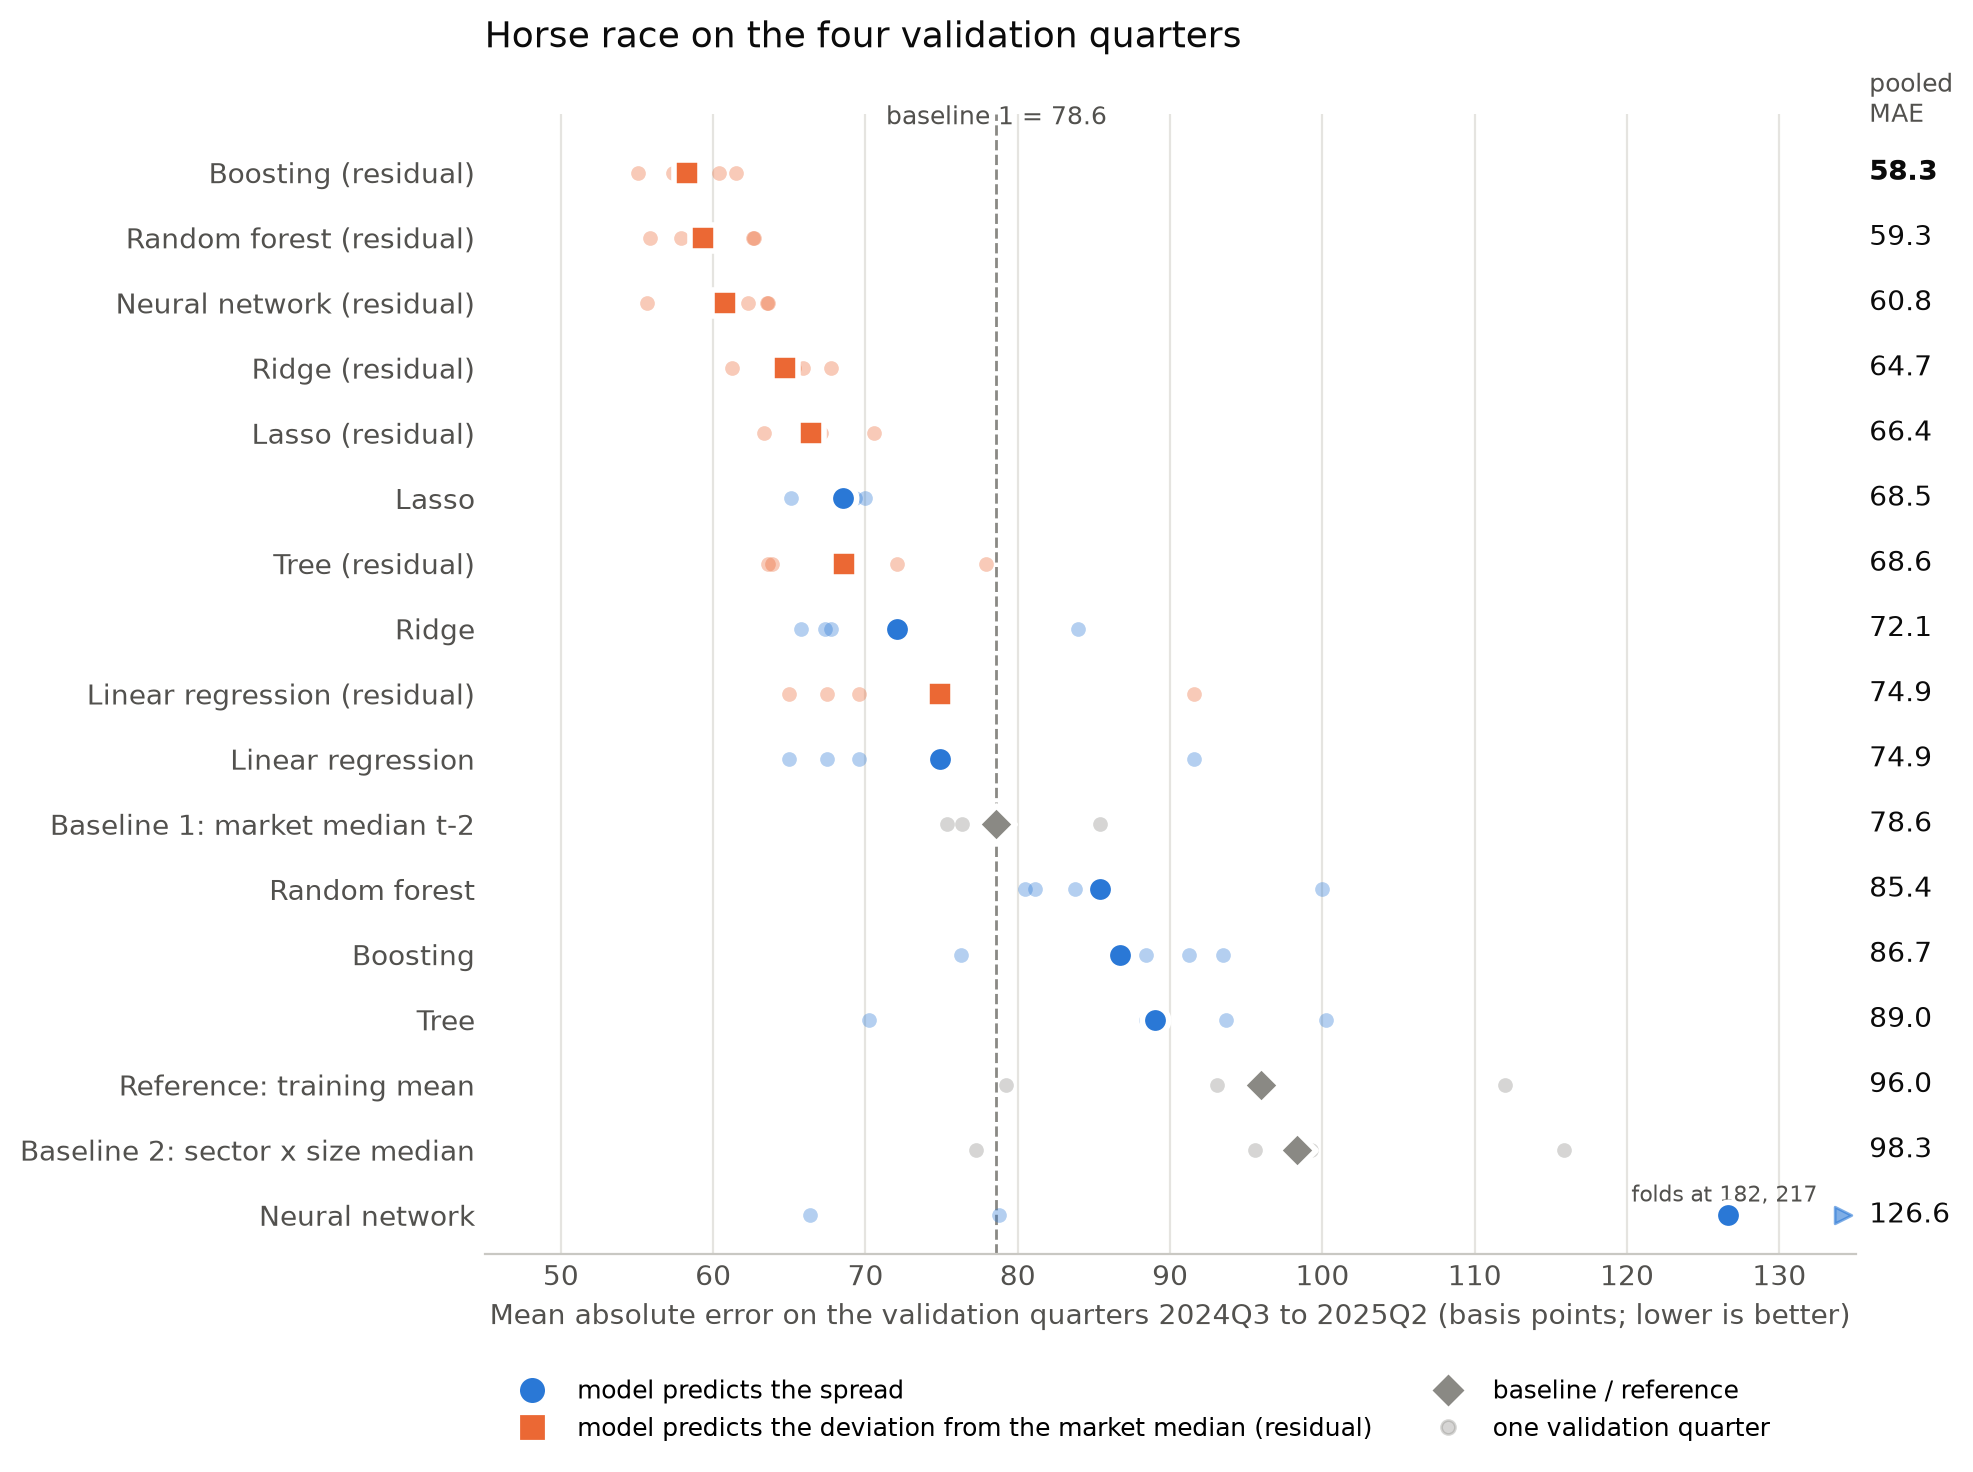 Horse race on the four validation quarters
pooled
MAE
baseline 1 = 78.6
Boosting (residual) 58.3
Random forest (residual) 59.3
Neural network (residual) 60.8
Ridge (residual) 64.7
Lasso (residual) 66.4
Lasso 68.5
Tree (residual) 68.6
Ridge 72.1
Linear regression (residual) 74.9
Linear regression 74.9
Baseline 1: market median t-2 78.6
Random forest 85.4
Boosting 86.7
Tree 89.0
Reference: training mean 96.0
Baseline 2: sector x size median 98.3
folds at 182, 217
Neural network 126.6
50 60 70 80 90 100 110 120 130
Mean absolute error on the validation quarters 2024Q3 to 2025Q2 (basis points; lower is better)
model predicts the spread
model predicts the deviation from the market median (residual)
baseline / reference
one validation quarter